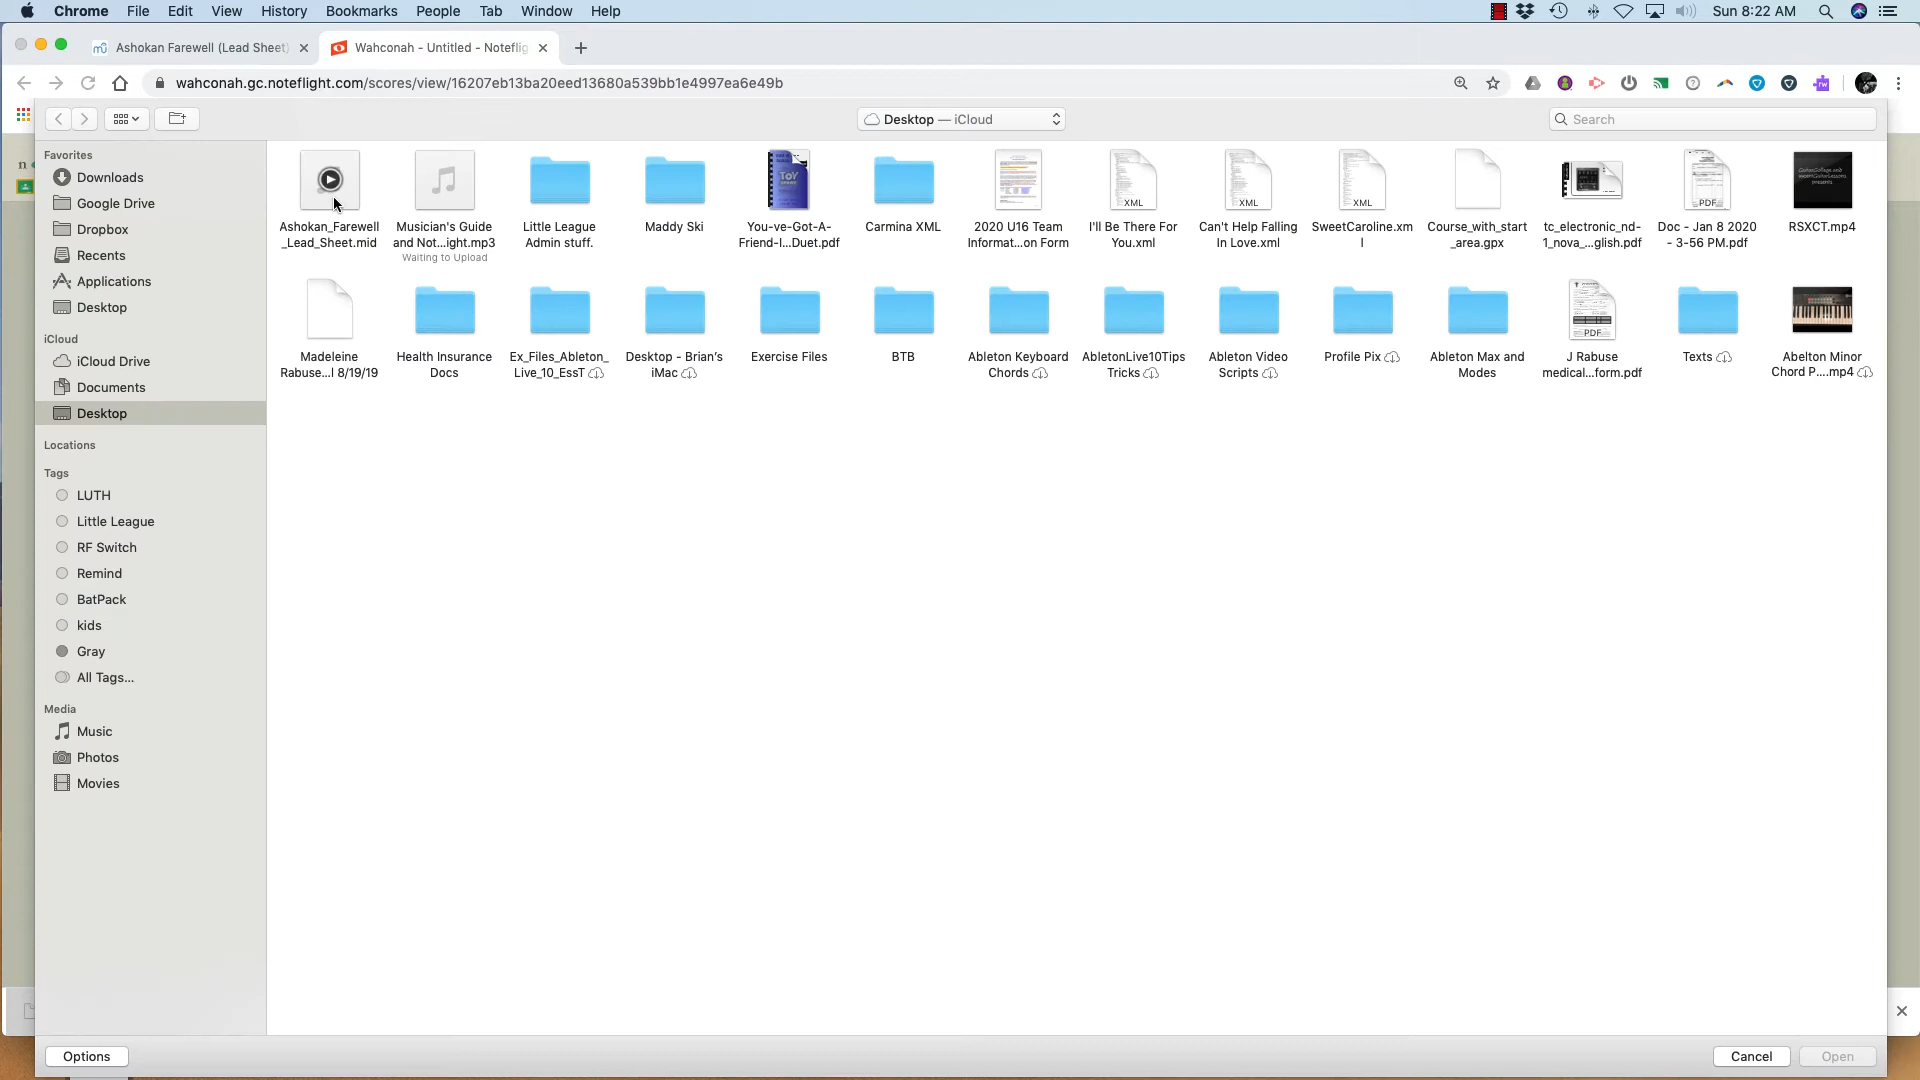 Chrome File Edit View History Bookmarks People Tab Window Help Sun 8:22 AM
Ashokan Farewell (Lead Sheet)
Wahconah - Untitled - Noteflig
wahconah.gc.noteflight.com/scores/view/16207eb13ba20eed13680a539bb1e4997ea6e49b
Desktop — iCloud
Search
Favorites
Downloads
Google Drive
Dropbox
Recents
Applications
Desktop
iCloud
iCloud Drive
Documents
Desktop
Locations
Tags
LUTH
Little League
RF Switch
Remind
BatPack
kids
Gray
All Tags...
Media
Music
Photos
Movies
Ashokan_Farewell
_Lead_Sheet.mid
Musician's Guide
and Not...ight.mp3
Waiting to Upload
Little League
Admin stuff.
Maddy Ski
TOY
You-ve-Got-A-
Friend-I...Duet.pdf
Carmina XML
2020 U16 Team
Informat...on Form
XML
I'll Be There For
You.xml
XML
Can't Help Falling
In Love.xml
XML
SweetCaroline.xm
l
Course_with_start
_area.gpx
tc_electronic_nd-
1_nova_...glish.pdf
PDF
Doc - Jan 8 2020
- 3-56 PM.pdf
RSXCT.mp4
Madeleine
Rabuse...l 8/19/19
Health Insurance
Docs
Ex_Files_Ableton_
Live_10_EssT
Desktop - Brian's
iMac
Exercise Files
BTB
Ableton Keyboard
Chords
AbletonLive10Tips
Tricks
Ableton Video
Scripts
Profile Pix
Ableton Max and
Modes
PDF
J Rabuse
medical...form.pdf
Texts
Abelton Minor
Chord P....mp4
Options
Cancel
Open